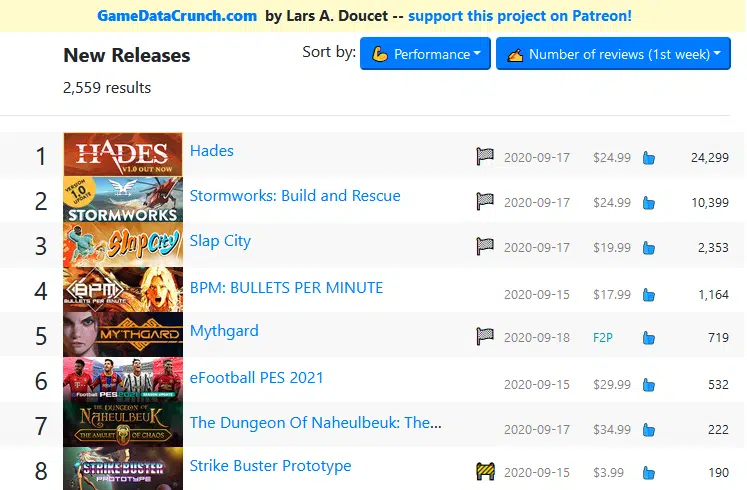 GameDataCrunch.com by Lars A. Doucet -- support this project on Patreon!
New Releases
Sort by: Performance Number of reviews (1st week)
2,559 results
1 HADES V1.0 OUT NOW Hades 2020-09-17 $24.99 24,299
2 VERSION 1.0 UPDATE STORMWORKS Stormworks: Build and Rescue 2020-09-17 $24.99 10,399
3 Slap City Slap City 2020-09-17 $19.99 2,353
4 BPM BULLETS PER MINUTE BPM: BULLETS PER MINUTE 2020-09-15 $17.99 1,164
5 MYTHGARD Mythgard 2020-09-18 F2P 719
6 eFootball PES2021 SEASON UPDATE eFootball PES 2021 2020-09-15 $29.99 532
7 THE DUNGEON OF NAHEULBEUK THE AMULET OF CHAOS The Dungeon Of Naheulbeuk: The... 2020-09-17 $34.99 222
8 STRIKE BUSTER PROTOTYPE Strike Buster Prototype 2020-09-15 $3.99 190